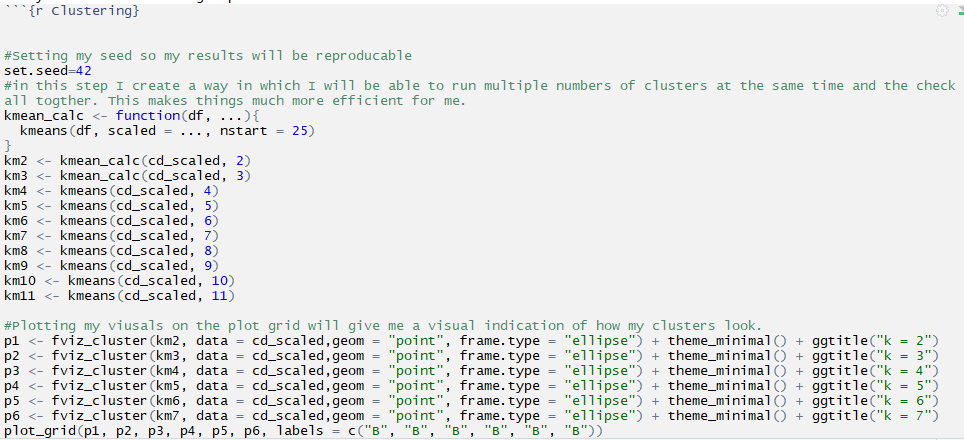 ```{r Clustering}
#Setting my seed so my results will be reproducable
set.seed=42
#in this step I create a way in which I will be able to run multiple numbers of clusters at the same time and the check
all togther. This makes things much more efficient for me.
kmean_calc <- function(df, ...){
  kmeans(df, scaled = ..., nstart = 25)
}
km2 <- kmean_calc(cd_scaled, 2)
km3 <- kmean_calc(cd_scaled, 3)
km4 <- kmeans(cd_scaled, 4)
km5 <- kmeans(cd_scaled, 5)
km6 <- kmeans(cd_scaled, 6)
km7 <- kmeans(cd_scaled, 7)
km8 <- kmeans(cd_scaled, 8)
km9 <- kmeans(cd_scaled, 9)
km10 <- kmeans(cd_scaled, 10)
km11 <- kmeans(cd_scaled, 11)
#Plotting my viusals on the plot grid will give me a visual indication of how my clusters look.
p1 <- fviz_cluster(km2, data = cd_scaled,geom = "point", frame.type = "ellipse") + theme_minimal() + ggtitle("k = 2")
p2 <- fviz_cluster(km3, data = cd_scaled,geom = "point", frame.type = "ellipse") + theme_minimal() + ggtitle("k = 3")
p3 <- fviz_cluster(km4, data = cd_scaled,geom = "point", frame.type = "ellipse") + theme_minimal() + ggtitle("k = 4")
p4 <- fviz_cluster(km5, data = cd_scaled,geom = "point", frame.type = "ellipse") + theme_minimal() + ggtitle("k = 5")
p5 <- fviz_cluster(km6, data = cd_scaled,geom = "point", frame.type = "ellipse") + theme_minimal() + ggtitle("k = 6")
p6 <- fviz_cluster(km7, data = cd_scaled,geom = "point", frame.type = "ellipse") + theme_minimal() + ggtitle("k = 7")
plot_grid(p1, p2, p3, p4, p5, p6, labels = c("B", "B", "B", "B", "B", "B"))